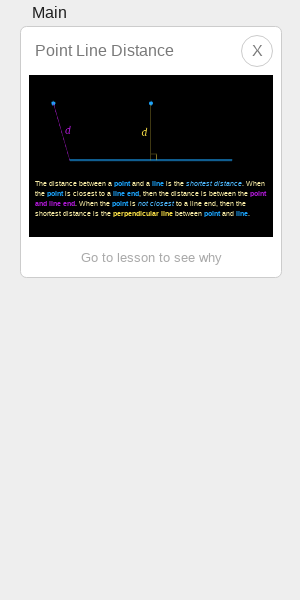 Main
Point Line Distance
X
d
d
The distance between a point and a line is the shortest distance. When
the point is closest to a line end, then the distance is between the point
and line end. When the point is not closest to a line end, then the
shortest distance is the perpendicular line between point and line.
Go to lesson to see why